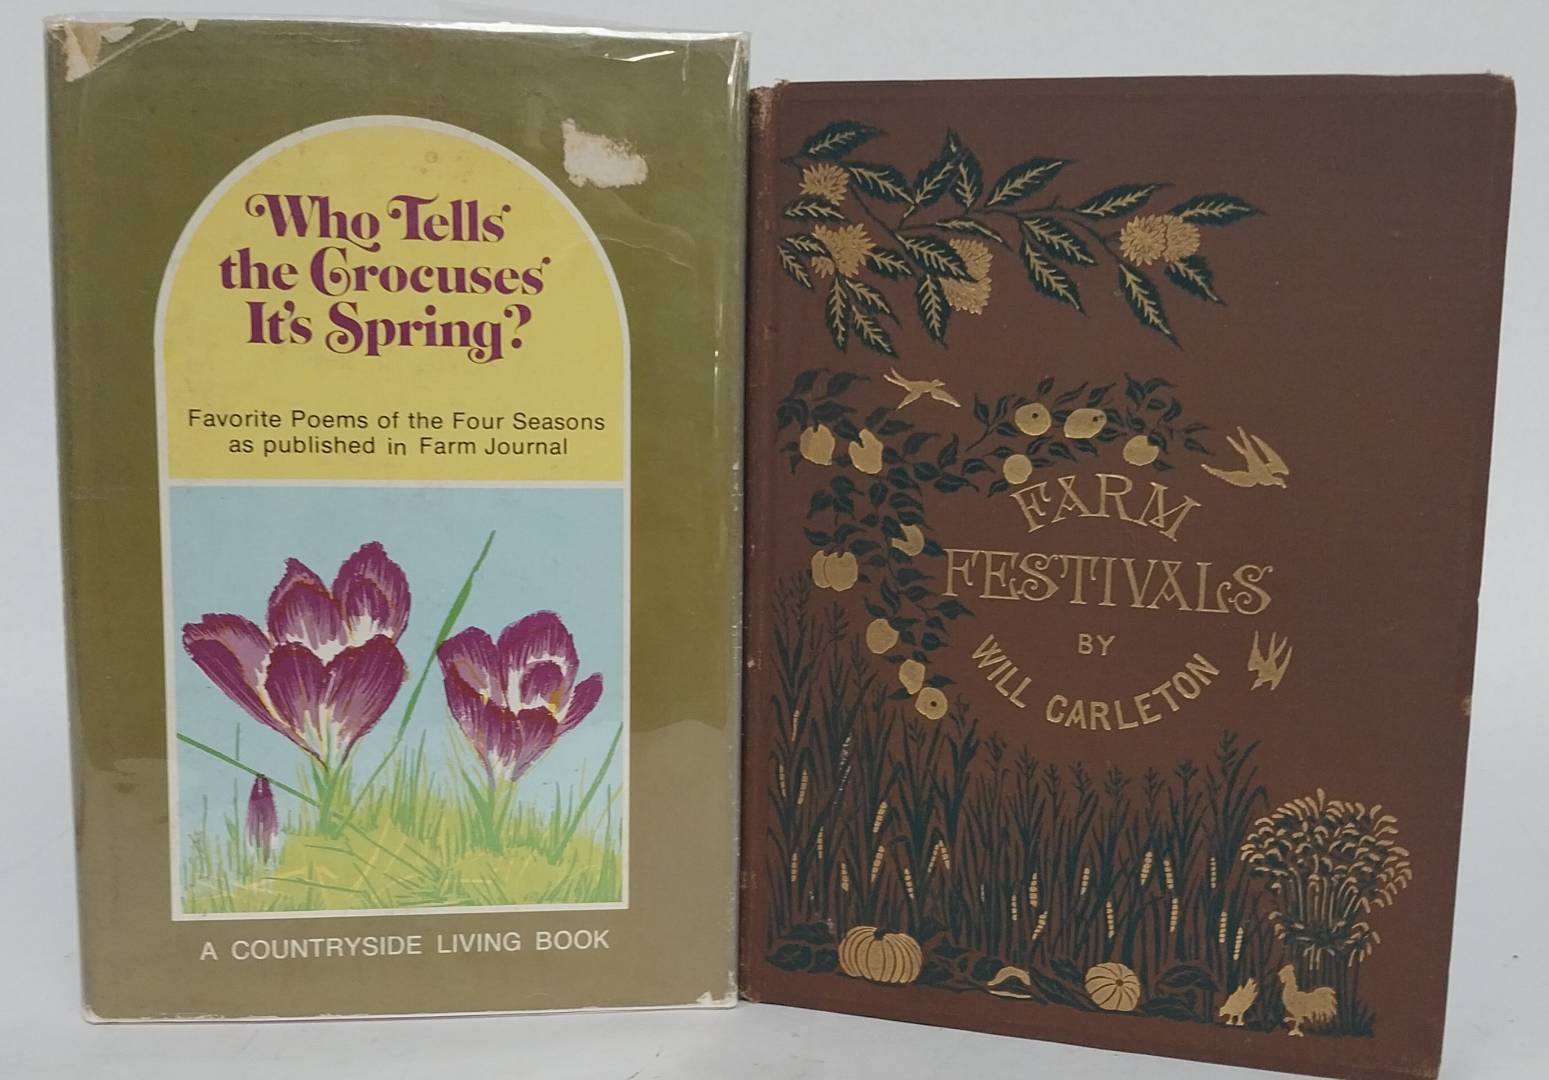 Who Tells
the Crocuses
It's Spring?
Favorite Poems of the Four Seasons
as published in Farm Journal
A COUNTRYSIDE LIVING BOOK
FARM
FESTIVALS
BY
WILL CARLETON